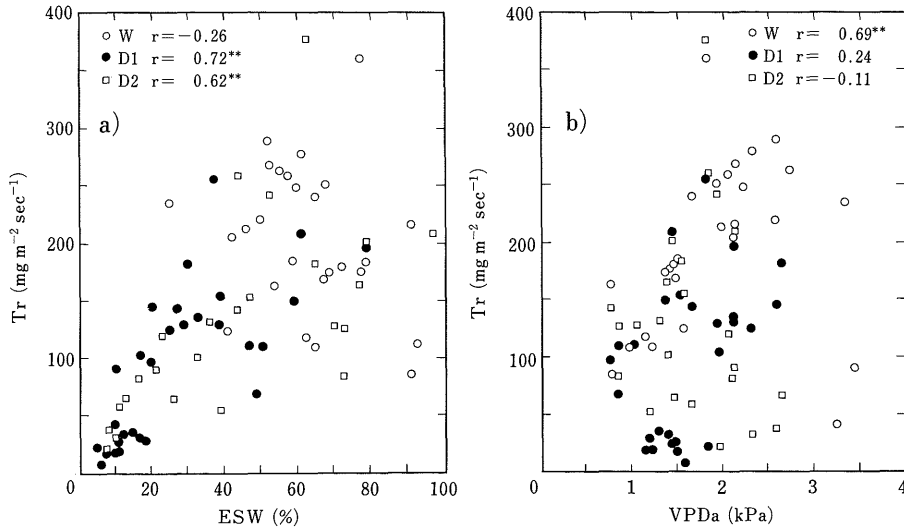 400
300
200
100
0
Tr (mg m⁻² sec⁻¹)
○ W r=−0.26
● D1 r= 0.72**
□ D2 r= 0.62**
a)
0 20 40 60 80 100
ESW (%)
400
300
200
100
0
Tr (mg m⁻² sec⁻¹)
○ W r= 0.69**
● D1 r= 0.24
□ D2 r=−0.11
b)
0 1 2 3 4
VPDa (kPa)